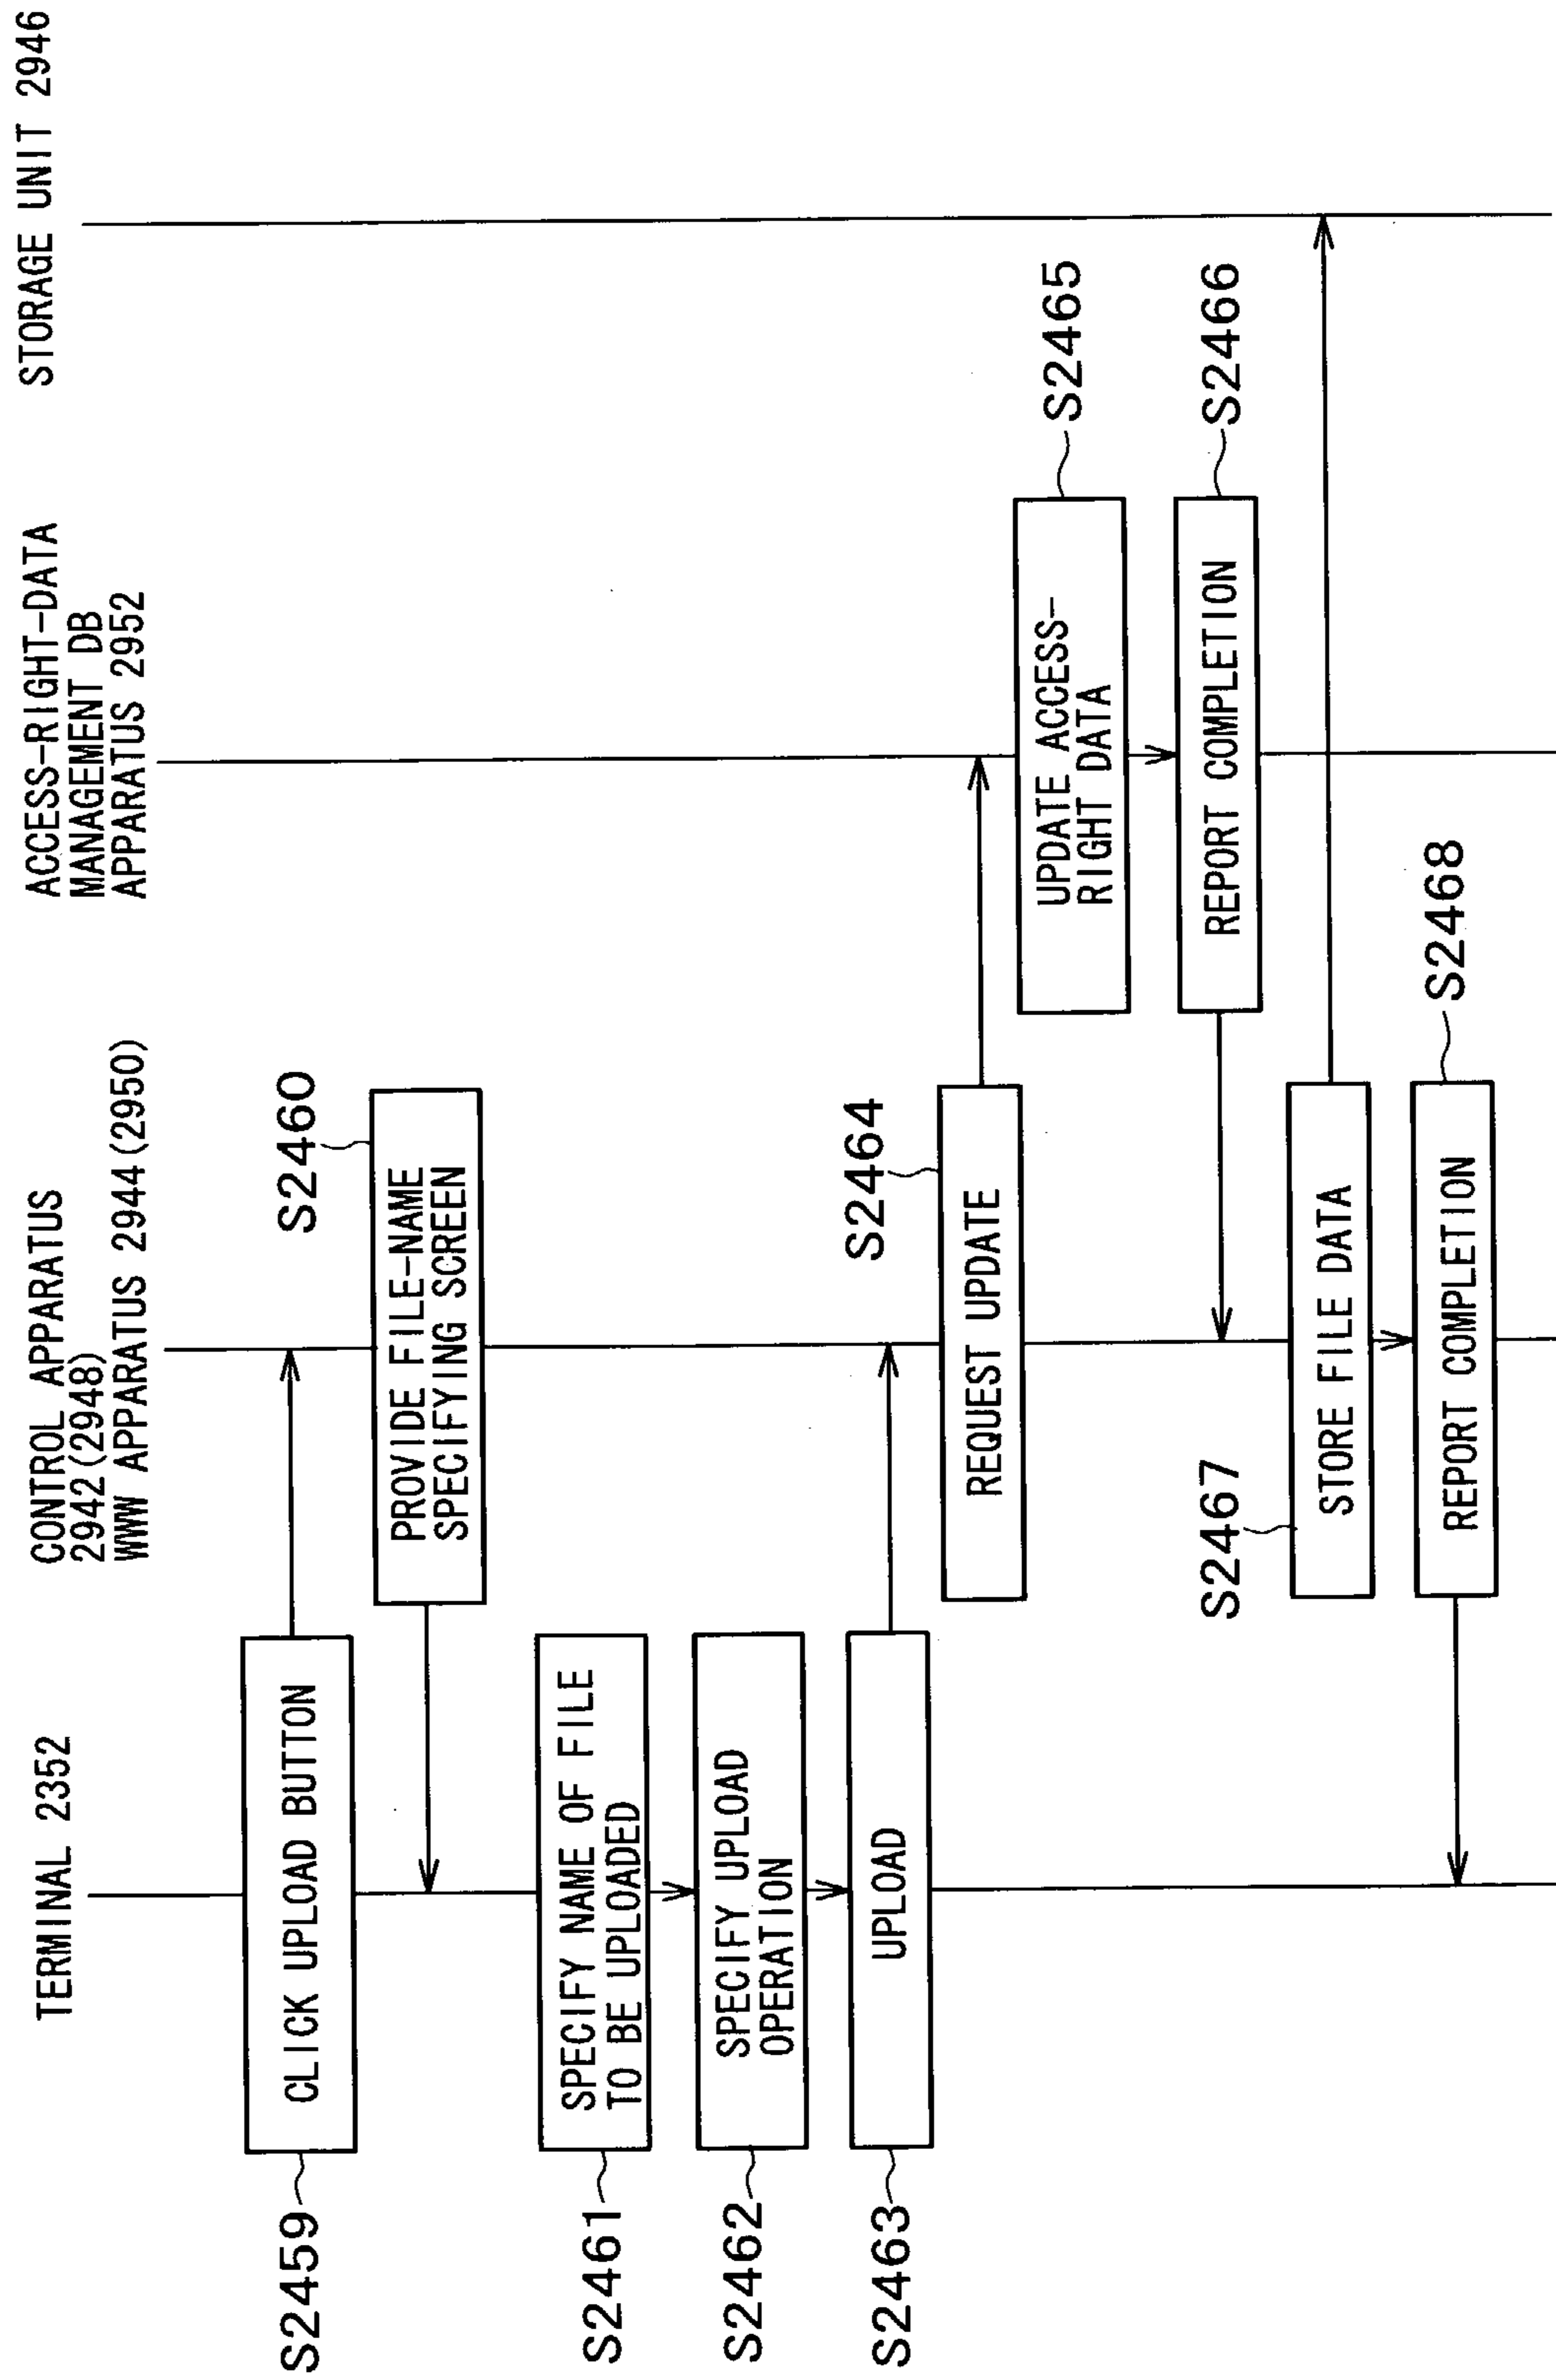 TERMINAL 2352
CONTROL APPARATUS
2942(2948)
WWW APPARATUS 2944(2950)
ACCESS-RIGHT-DATA
MANAGEMENT DB
APPARATUS 2952
STORAGE UNIT 2946
S2459
CLICK UPLOAD BUTTON
S2460
PROVIDE FILE-NAME
SPECIFYING SCREEN
S2461
SPECIFY NAME OF FILE
TO BE UPLOADED
S2462
SPECIFY UPLOAD
OPERATION
S2463
UPLOAD
S2464
REQUEST UPDATE
S2465
UPDATE ACCESS-
RIGHT DATA
S2466
REPORT COMPLETION
S2467
STORE FILE DATA
S2468
REPORT COMPLETION